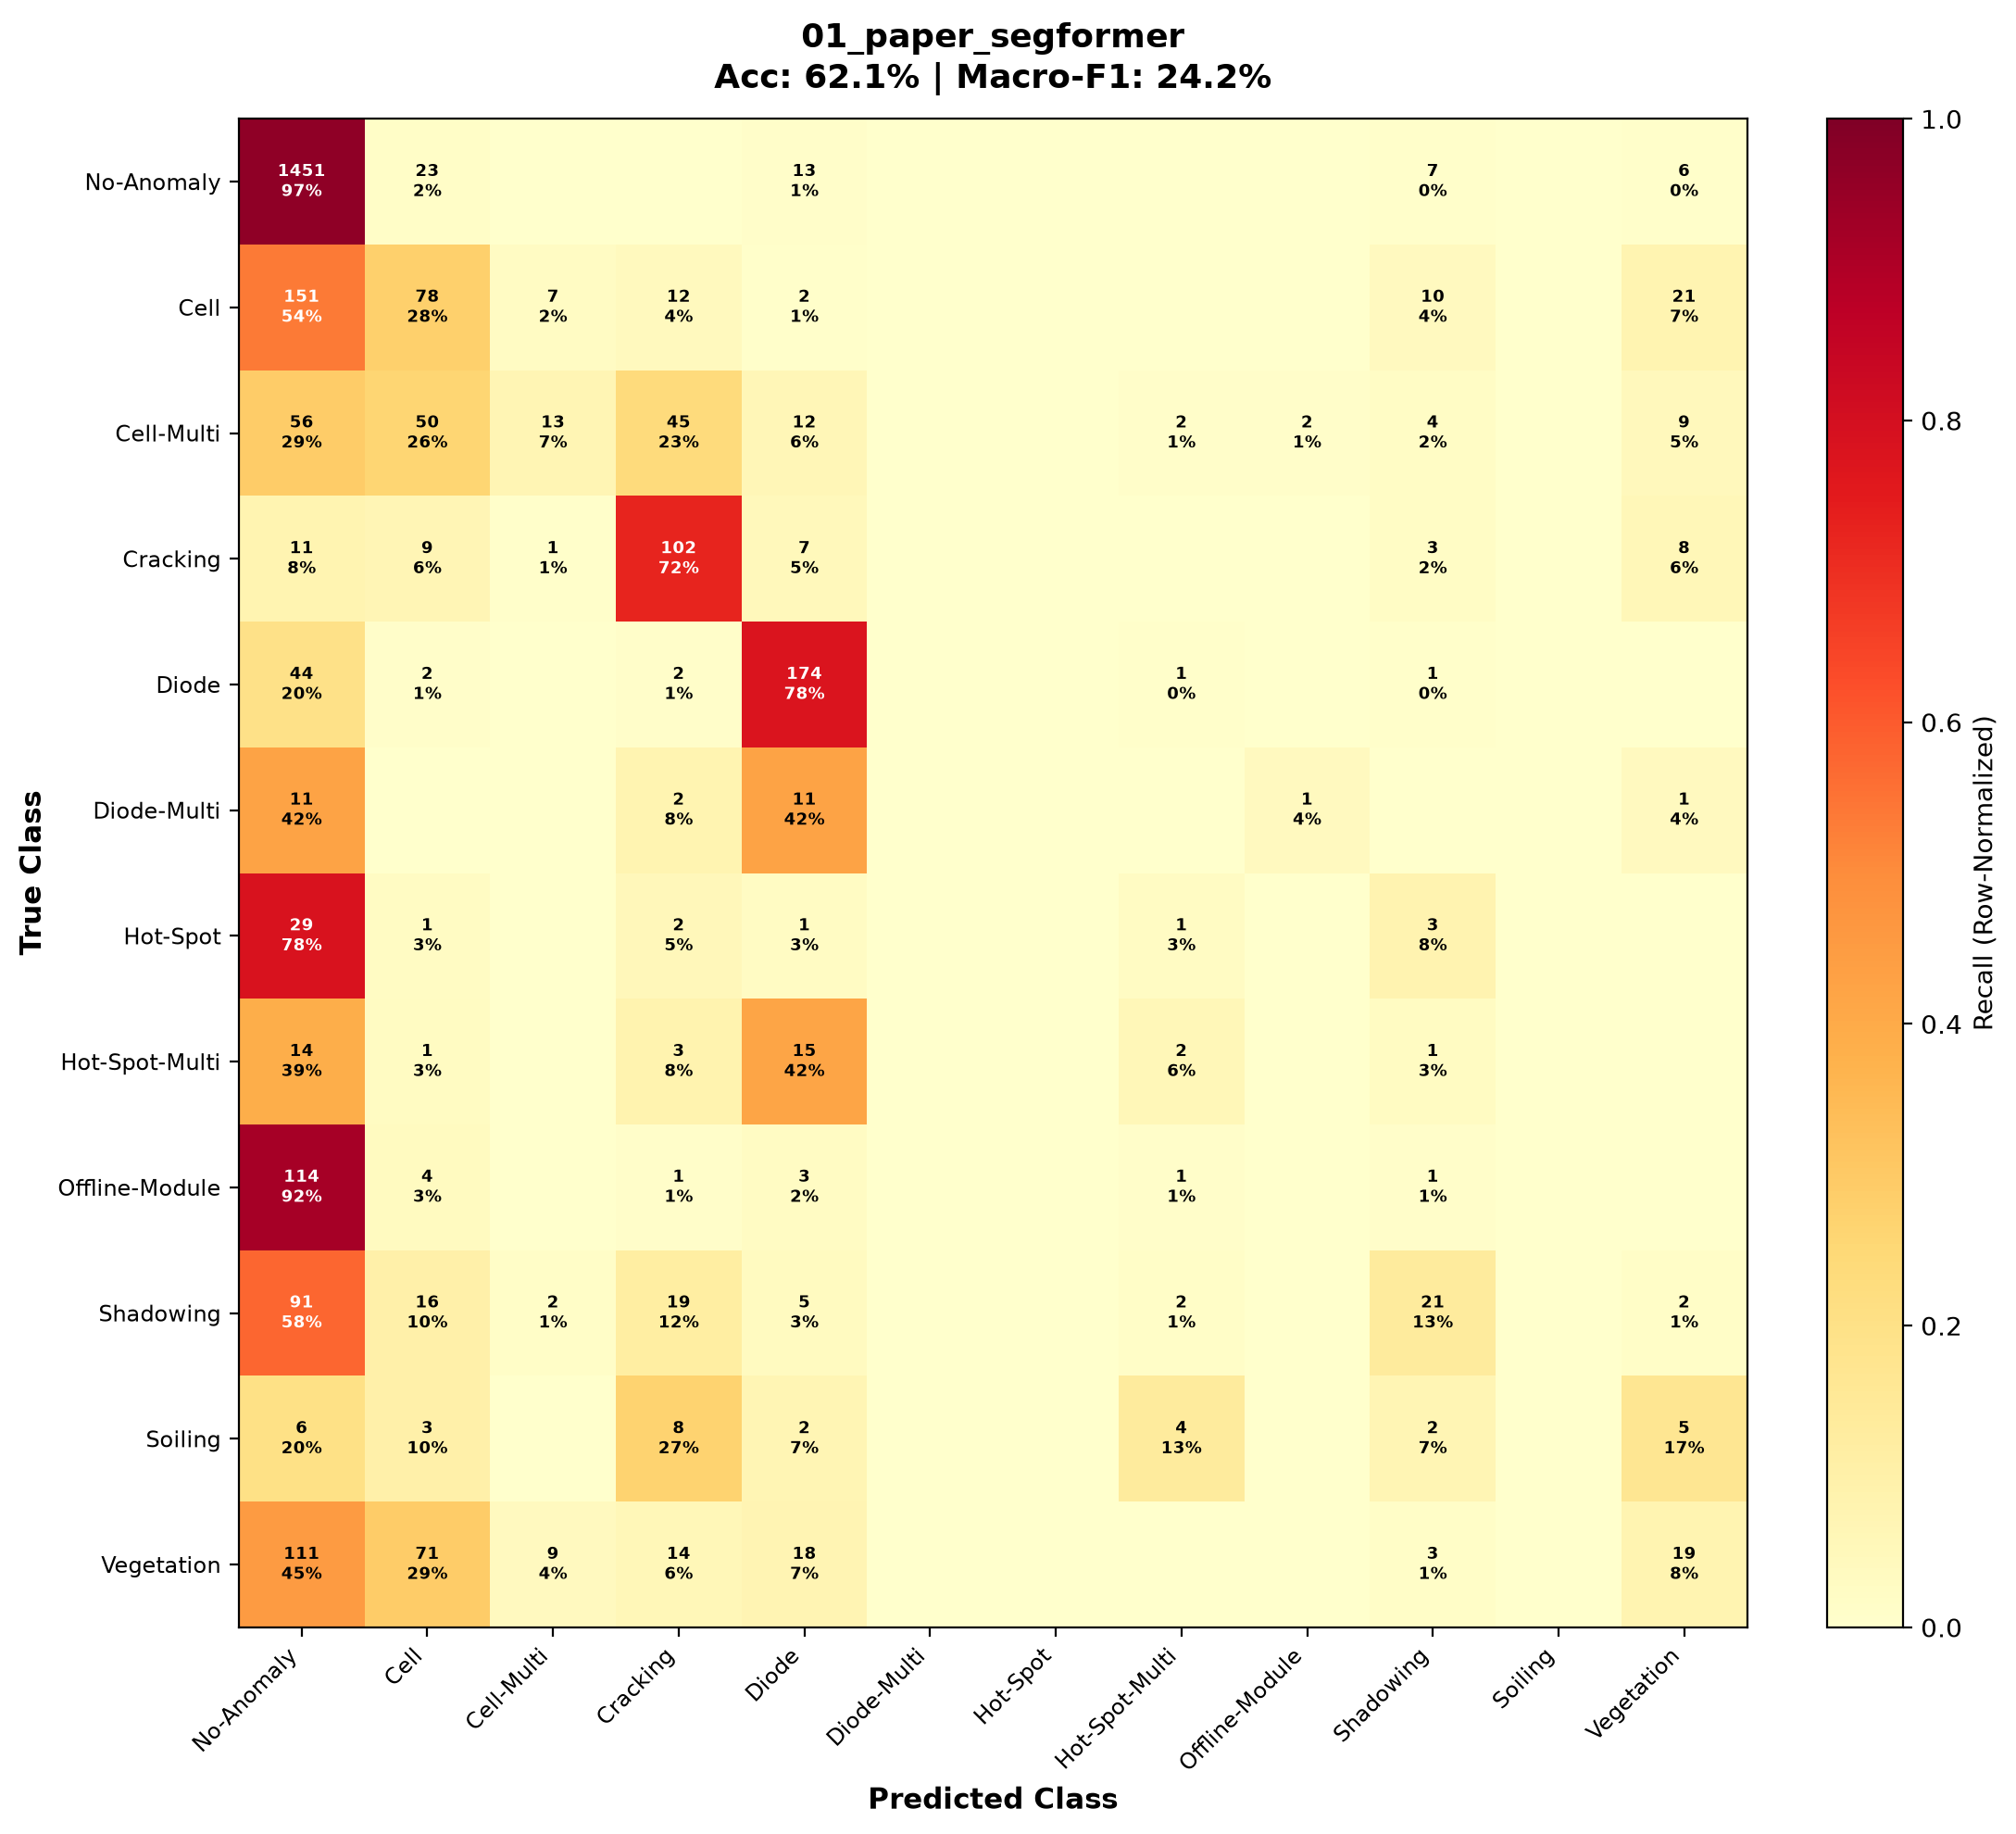 01_paper_segformer
Acc: 62.1% | Macro-F1: 24.2%
True Class
No-Anomaly 1451 23 13 7 6
97% 2% 1% 0% 0%
Cell 151 78 7 12 2 10 21
54% 28% 2% 4% 1% 4% 7%
Cell-Multi 56 50 13 45 12 2 2 4 9
29% 26% 7% 23% 6% 1% 1% 2% 5%
Cracking 11 9 1 102 7 3 8
8% 6% 1% 72% 5% 2% 6%
Diode 44 2 2 174 1 1
20% 1% 1% 78% 0% 0%
Diode-Multi 11 2 11 1 1
42% 8% 42% 4% 4%
Hot-Spot 29 1 2 1 1 3
78% 3% 5% 3% 3% 8%
Hot-Spot-Multi 14 1 3 15 2 1
39% 3% 8% 42% 6% 3%
Offline-Module 114 4 1 3 1 1
92% 3% 1% 2% 1% 1%
Shadowing 91 16 2 19 5 2 21 2
58% 10% 1% 12% 3% 1% 13% 1%
Soiling 6 3 8 2 4 2 5
20% 10% 27% 7% 13% 7% 17%
Vegetation 111 71 9 14 18 3 19
45% 29% 4% 6% 7% 1% 8%
No-Anomaly Cell Cell-Multi Cracking Diode Diode-Multi Hot-Spot Hot-Spot-Multi Offline-Module Shadowing Soiling Vegetation
Predicted Class
1.0
0.8
0.6
0.4
0.2
0.0
Recall (Row-Normalized)